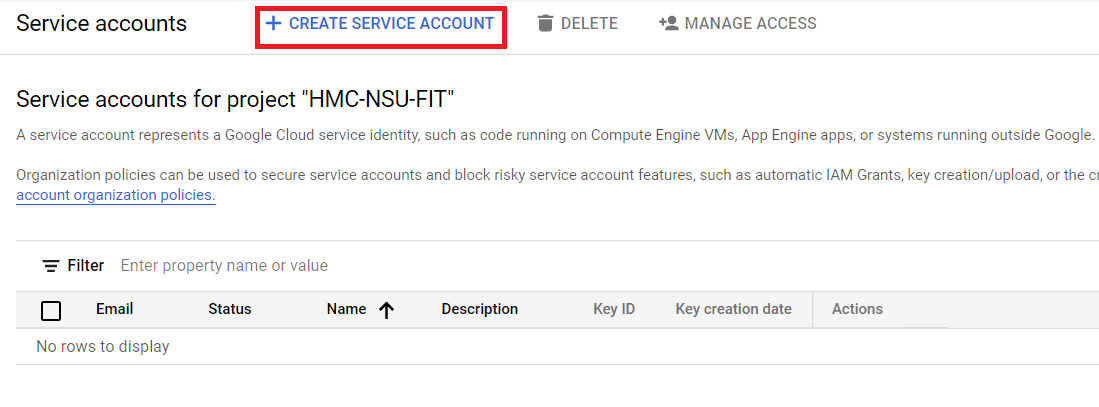 Service accounts + CREATE SERVICE ACCOUNT DELETE MANAGE ACCESS
Service accounts for project "HMC-NSU-FIT"
A service account represents a Google Cloud service identity, such as code running on Compute Engine VMs, App Engine apps, or systems running outside Google.
Organization policies can be used to secure service accounts and block risky service account features, such as automatic IAM Grants, key creation/upload, or the
account organization policies.
Filter Enter property name or value
Email Status Name Description Key ID Key creation date Actions
No rows to display